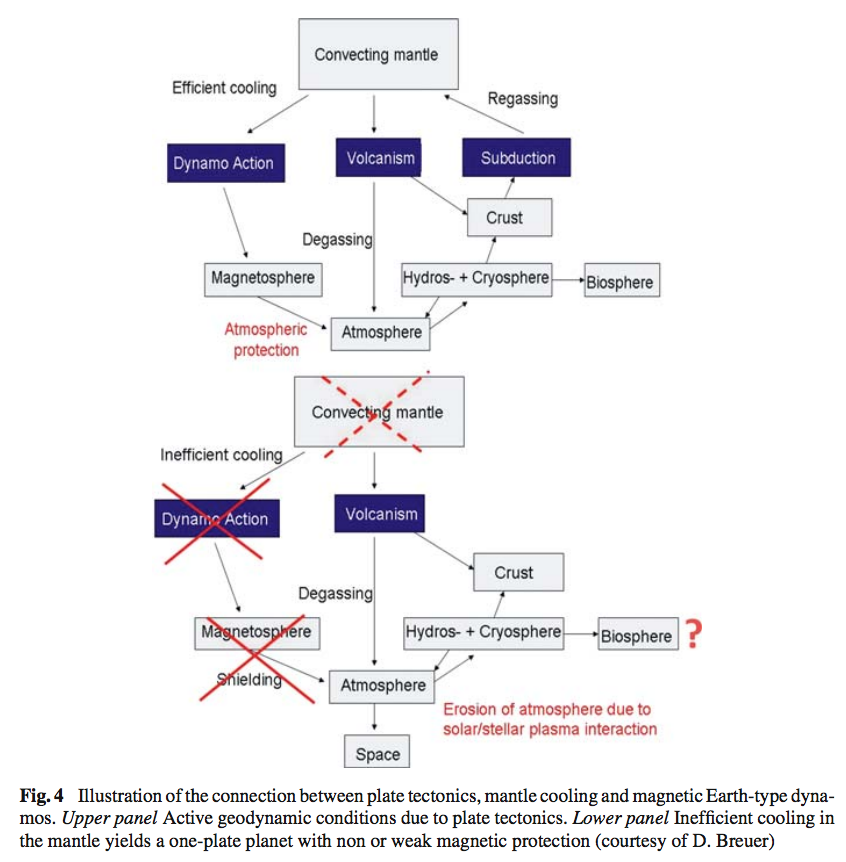 Convecting mantle
Efficient cooling
Regassing
Dynamo Action
Volcanism
Subduction
Crust
Degassing
Magnetosphere
Hydros- + Cryosphere
Biosphere
Atmospheric
protection
Atmosphere
Convecting mantle
Inefficient cooling
Dynamo Action
Volcanism
Crust
Degassing
Magnetosphere
Hydros- + Cryosphere
Biosphere ?
Shielding
Atmosphere
Erosion of atmosphere due to
solar/stellar plasma interaction
Space
Fig. 4 Illustration of the connection between plate tectonics, mantle cooling and magnetic Earth-type dyna-
mos. Upper panel Active geodynamic conditions due to plate tectonics. Lower panel Inefficient cooling in
the mantle yields a one-plate planet with non or weak magnetic protection (courtesy of D. Breuer)